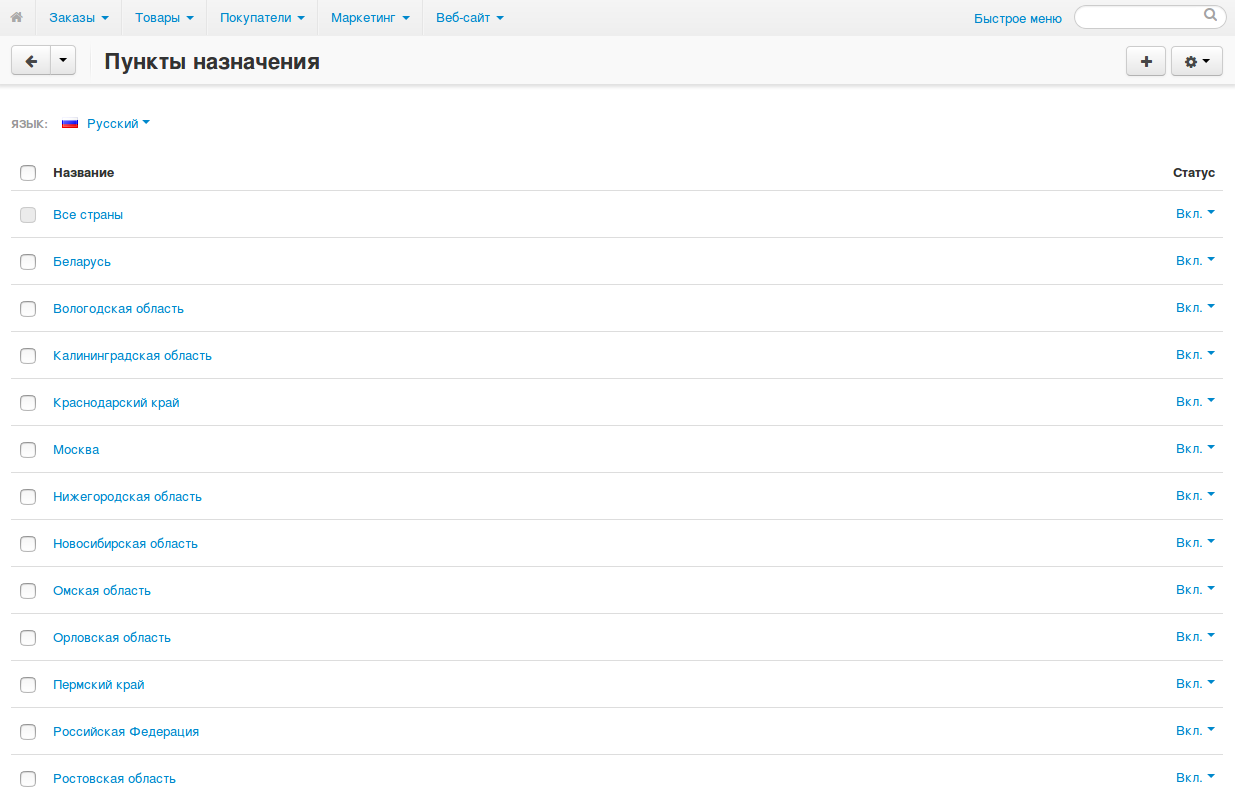 Заказы Товары Покупатели Маркетинг Веб-сайт Быстрое меню
Пункты назначения
ЯЗЫК: Русский
Название Статус
Все страны Вкл.
Беларусь Вкл.
Вологодская область Вкл.
Калининградская область Вкл.
Краснодарский край Вкл.
Москва Вкл.
Нижегородская область Вкл.
Новосибирская область Вкл.
Омская область Вкл.
Орловская область Вкл.
Пермский край Вкл.
Российская Федерация Вкл.
Ростовская область Вкл.